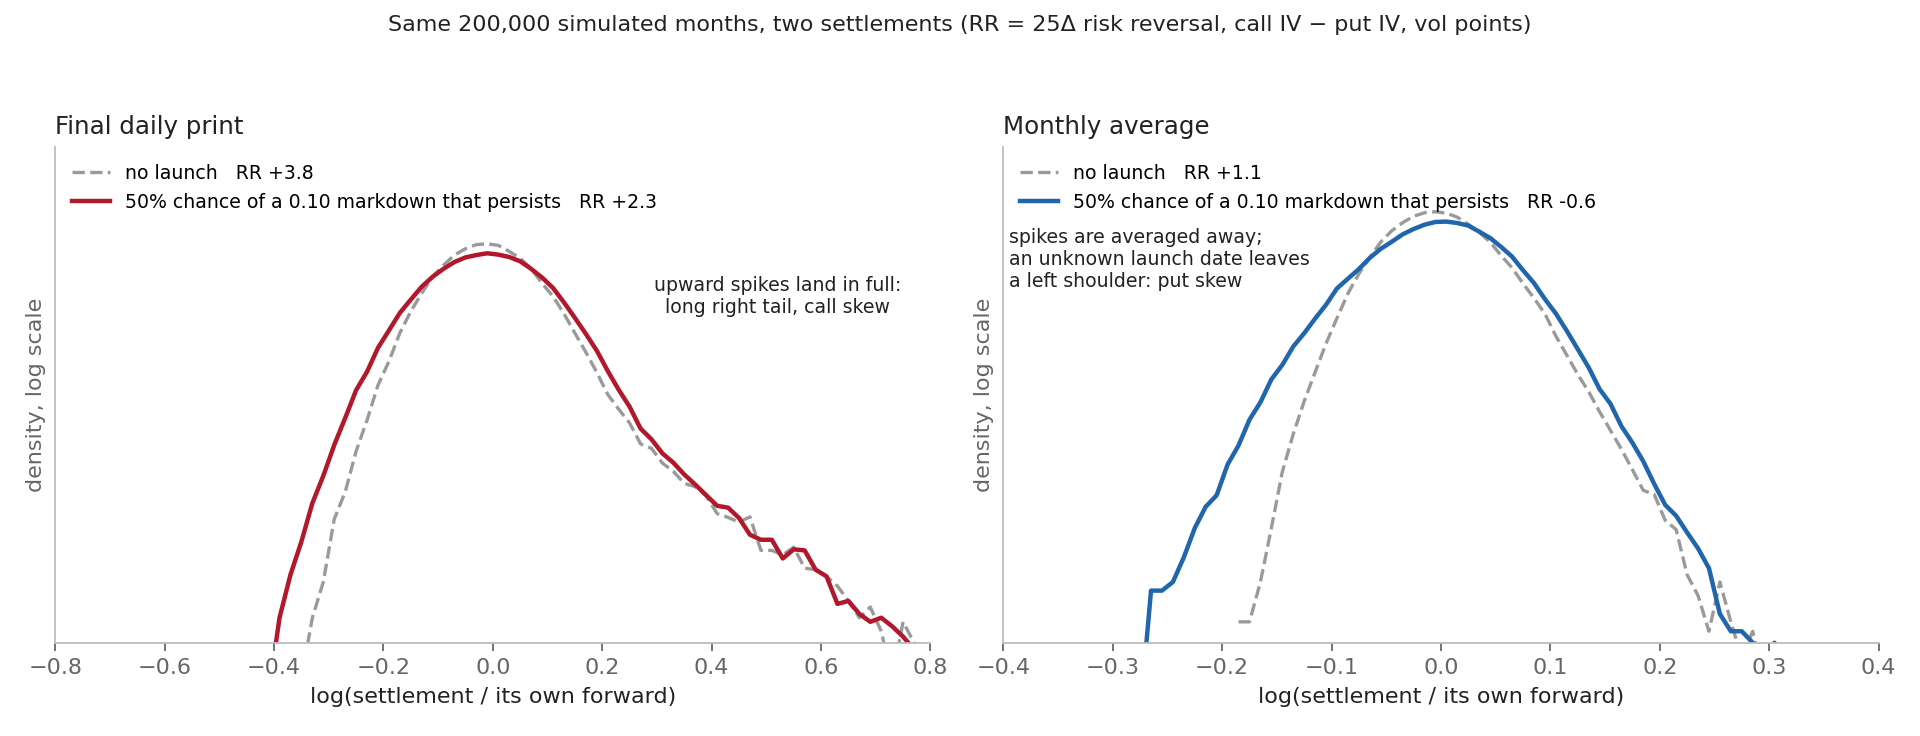 Same 200,000 simulated months, two settlements (RR = 25Δ risk reversal, call IV − put IV, vol points)
Final daily print
no launch   RR +3.8
50% chance of a 0.10 markdown that persists   RR +2.3
upward spikes land in full:
long right tail, call skew
density, log scale
−0.8 −0.6 −0.4 −0.2 0.0 0.2 0.4 0.6 0.8
log(settlement / its own forward)
Monthly average
no launch   RR +1.1
50% chance of a 0.10 markdown that persists   RR -0.6
spikes are averaged away;
an unknown launch date leaves
a left shoulder: put skew
density, log scale
−0.4 −0.3 −0.2 −0.1 0.0 0.1 0.2 0.3 0.4
log(settlement / its own forward)